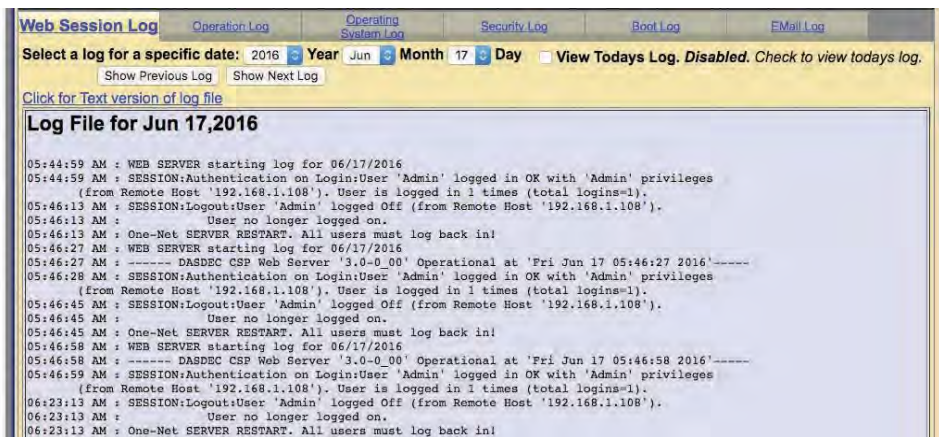 Web Session Log Operation Log Operating System Log Security Log Boot Log EMail Log
Select a log for a specific date: 2016 Year Jun Month 17 Day View Todays Log. Disabled. Check to view todays log.
Show Previous Log Show Next Log
Click for Text version of log file
Log File for Jun 17,2016
05:44:59 AM : WEB SERVER starting log for 06/17/2016
05:44:59 AM : SESSION:Authentication on Login:User 'Admin' logged in OK with 'Admin' privileges
(from Remote Host '192.168.1.108'). User is logged in 1 times (total logins=1).
05:46:13 AM : SESSION:Logout:User 'Admin' logged Off (from Remote Host '192.168.1.108').
05:46:13 AM : User no longer logged on.
05:46:13 AM : One-Net SERVER RESTART. All users must log back in!
05:46:27 AM : WEB SERVER starting log for 06/17/2016
05:46:27 AM : ------ DASDEC CSP Web Server '3.0-0_00' Operational at 'Fri Jun 17 05:46:27 2016'-----
05:46:28 AM : SESSION:Authentication on Login:User 'Admin' logged in OK with 'Admin' privileges
(from Remote Host '192.168.1.108'). User is logged in 1 times (total logins=1).
05:46:45 AM : SESSION:Logout:User 'Admin' logged Off (from Remote Host '192.168.1.108').
05:46:45 AM : User no longer logged on.
05:46:45 AM : One-Net SERVER RESTART. All users must log back in!
05:46:58 AM : WEB SERVER starting log for 06/17/2016
05:46:58 AM : ------ DASDEC CSP Web Server '3.0-0_00' Operational at 'Fri Jun 17 05:46:58 2016'-----
05:46:59 AM : SESSION:Authentication on Login:User 'Admin' logged in OK with 'Admin' privileges
(from Remote Host '192.168.1.108'). User is logged in 1 times (total logins=1).
06:23:13 AM : SESSION:Logout:User 'Admin' logged Off (from Remote Host '192.168.1.108').
06:23:13 AM : User no longer logged on.
06:23:13 AM : One-Net SERVER RESTART. All users must log back in!